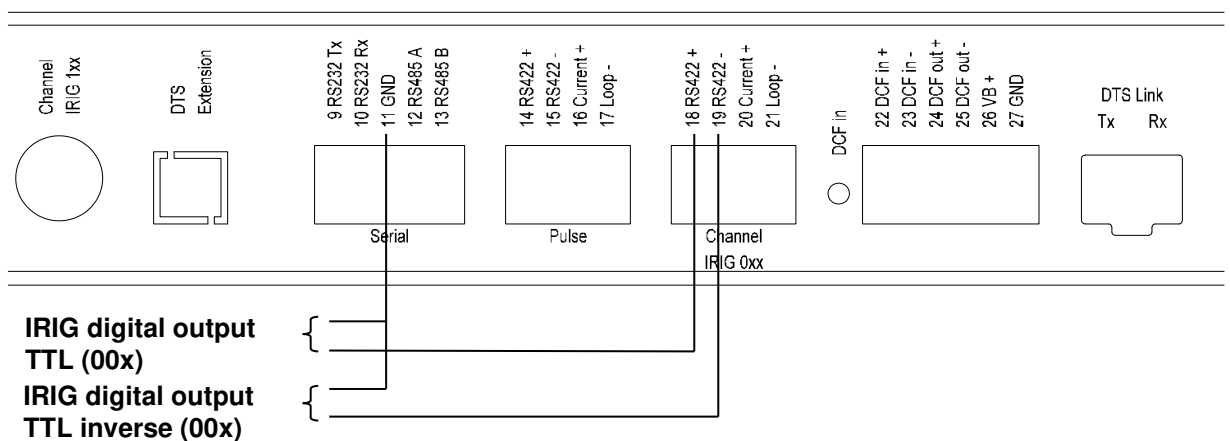 Channel
IRIG 1xx
DTS
Extension
9 RS232 Tx
10 RS232 Rx
11 GND
12 RS485 A
13 RS485 B
14 RS422 +
15 RS422 -
16 Current +
17 Loop -
18 RS422 +
19 RS422 -
20 Current +
21 Loop -
DCF in
22 DCF in +
23 DCF in -
24 DCF out +
25 DCF out -
26 VB +
27 GND
DTS Link
Tx Rx
Serial
Pulse
Channel
IRIG 0xx
IRIG digital output
TTL (00x)
IRIG digital output
TTL inverse (00x)